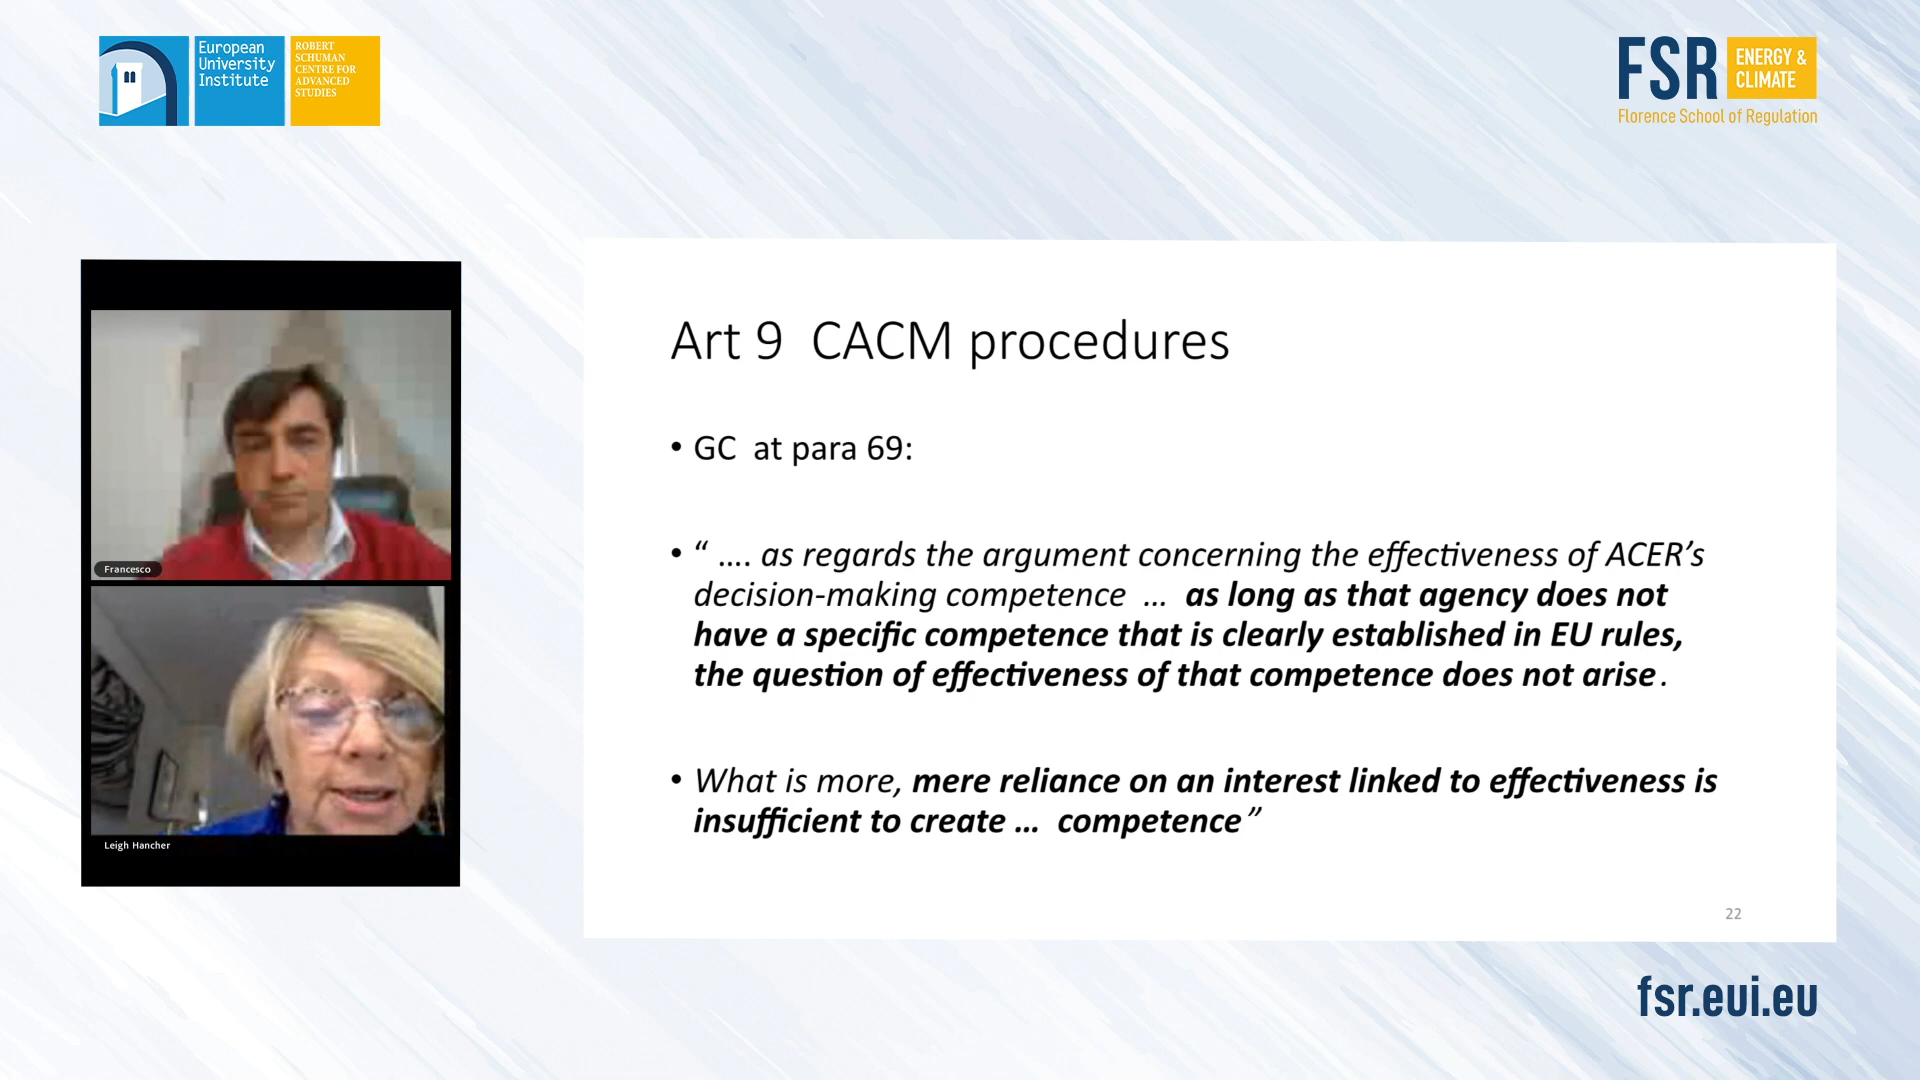 European
University
Institute
ROBERT
SCHUMAN
CENTRE FOR
ADVANCED
STUDIES
FSR
ENERGY &
CLIMATE
Florence School of Regulation
Francesco
Leigh Hancher
Art 9  CACM procedures
• GC  at para 69:
• “ .... as regards the argument concerning the effectiveness of ACER’s
decision-making competence  ...  as long as that agency does not
have a specific competence that is clearly established in EU rules,
the question of effectiveness of that competence does not arise.
• What is more, mere reliance on an interest linked to effectiveness is
insufficient to create ...  competence”
22
fsr.eui.eu